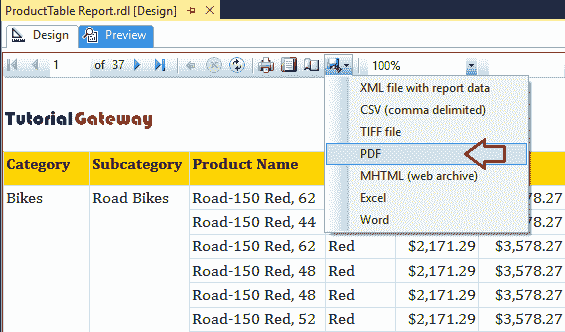 ProductTable Report.rdl [Design]
Design Preview
1 of 37 100%
XML file with report data
CSV (comma delimited)
TIFF file
PDF
MHTML (web archive)
Excel
Word
Tutorial Gateway
Category Subcategory Product Name
Bikes Road Bikes Road-150 Red, 62 78.27
Road-150 Red, 44 78.27
Road-150 Red, 62 Red $2,171.29 $3,578.27
Road-150 Red, 48 Red $2,171.29 $3,578.27
Road-150 Red, 48 Red $2,171.29 $3,578.27
Road-150 Red, 52 Red $2,171.29 $3,578.27